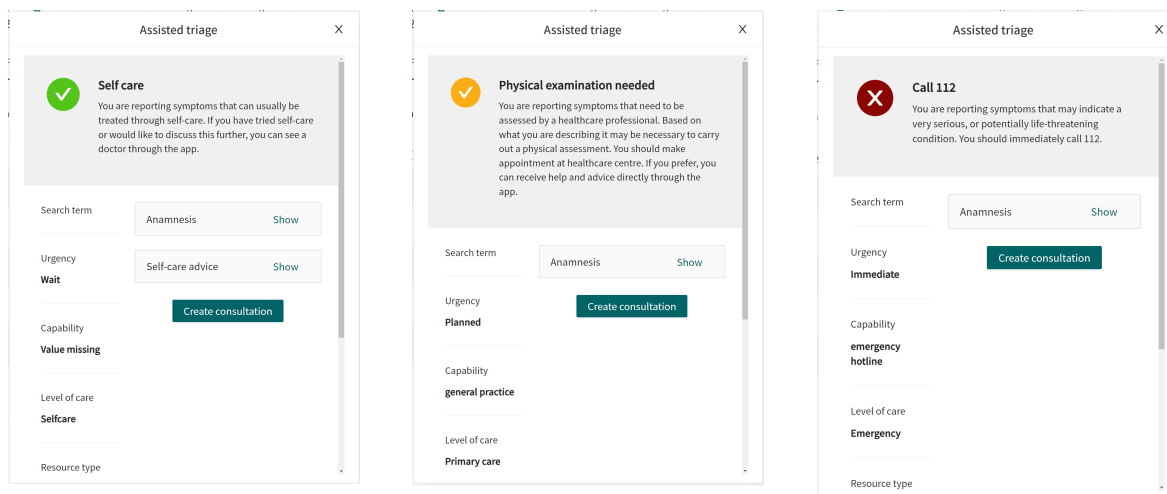 Assisted triage X
Self care
You are reporting symptoms that can usually be
treated through self-care. If you have tried self-care
or would like to discuss this further, you can see a
doctor through the app.
Search term
Anamnesis Show
Urgency
Wait
Self-care advice Show
Create consultation
Capability
Value missing
Level of care
Selfcare
Resource type
Assisted triage X
Physical examination needed
You are reporting symptoms that need to be
assessed by a healthcare professional. Based on
what you are describing it may be necessary to carry
out a physical assessment. You should make
appointment at healthcare centre. If you prefer, you
can receive help and advice directly through the
app.
Search term
Anamnesis Show
Urgency
Planned
Create consultation
Capability
general practice
Level of care
Primary care
Assisted triage X
Call 112
You are reporting symptoms that may indicate a
very serious, or potentially life-threatening
condition. You should immediately call 112.
Search term
Anamnesis Show
Urgency
Immediate
Create consultation
Capability
emergency
hotline
Level of care
Emergency
Resource type